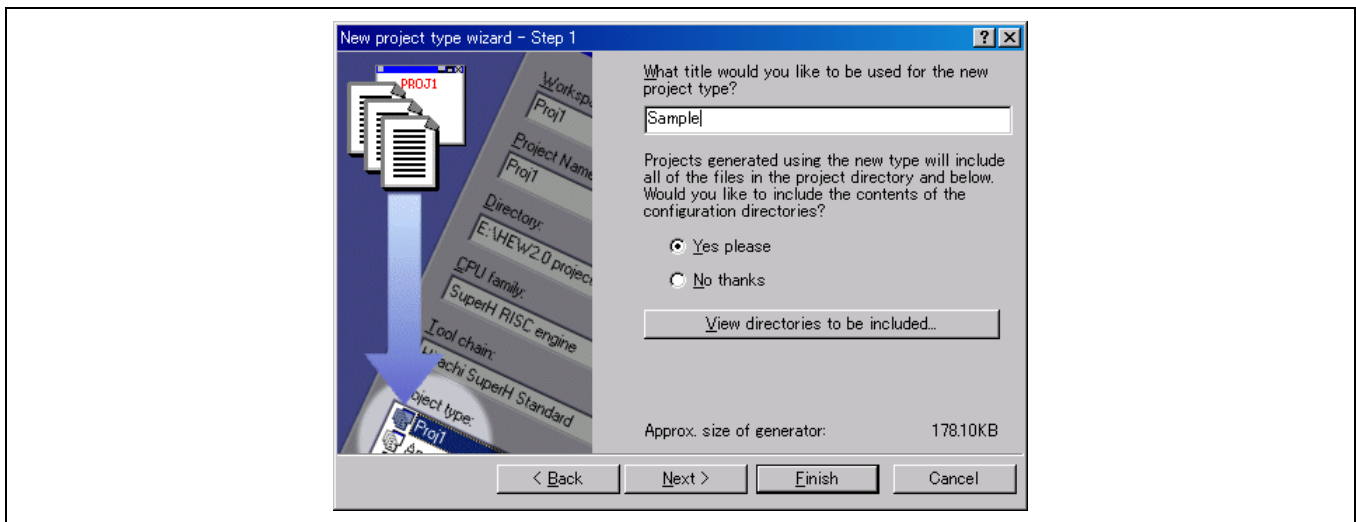 New project type wizard - Step 1
PROJ1
Proj1
Project Name
Proj1
Directory:
E:\HEW2.0 project
CPU family:
SuperH RISC engine
Tool chain:
Hitachi SuperH Standard
type:
Proj1
What title would you like to be used for the new
project type?
Sample
Projects generated using the new type will include
all of the files in the project directory and below.
Would you like to include the contents of the
configuration directories?
Yes please
No thanks
View directories to be included...
Approx. size of generator: 178.10KB
< Back Next > Finish Cancel